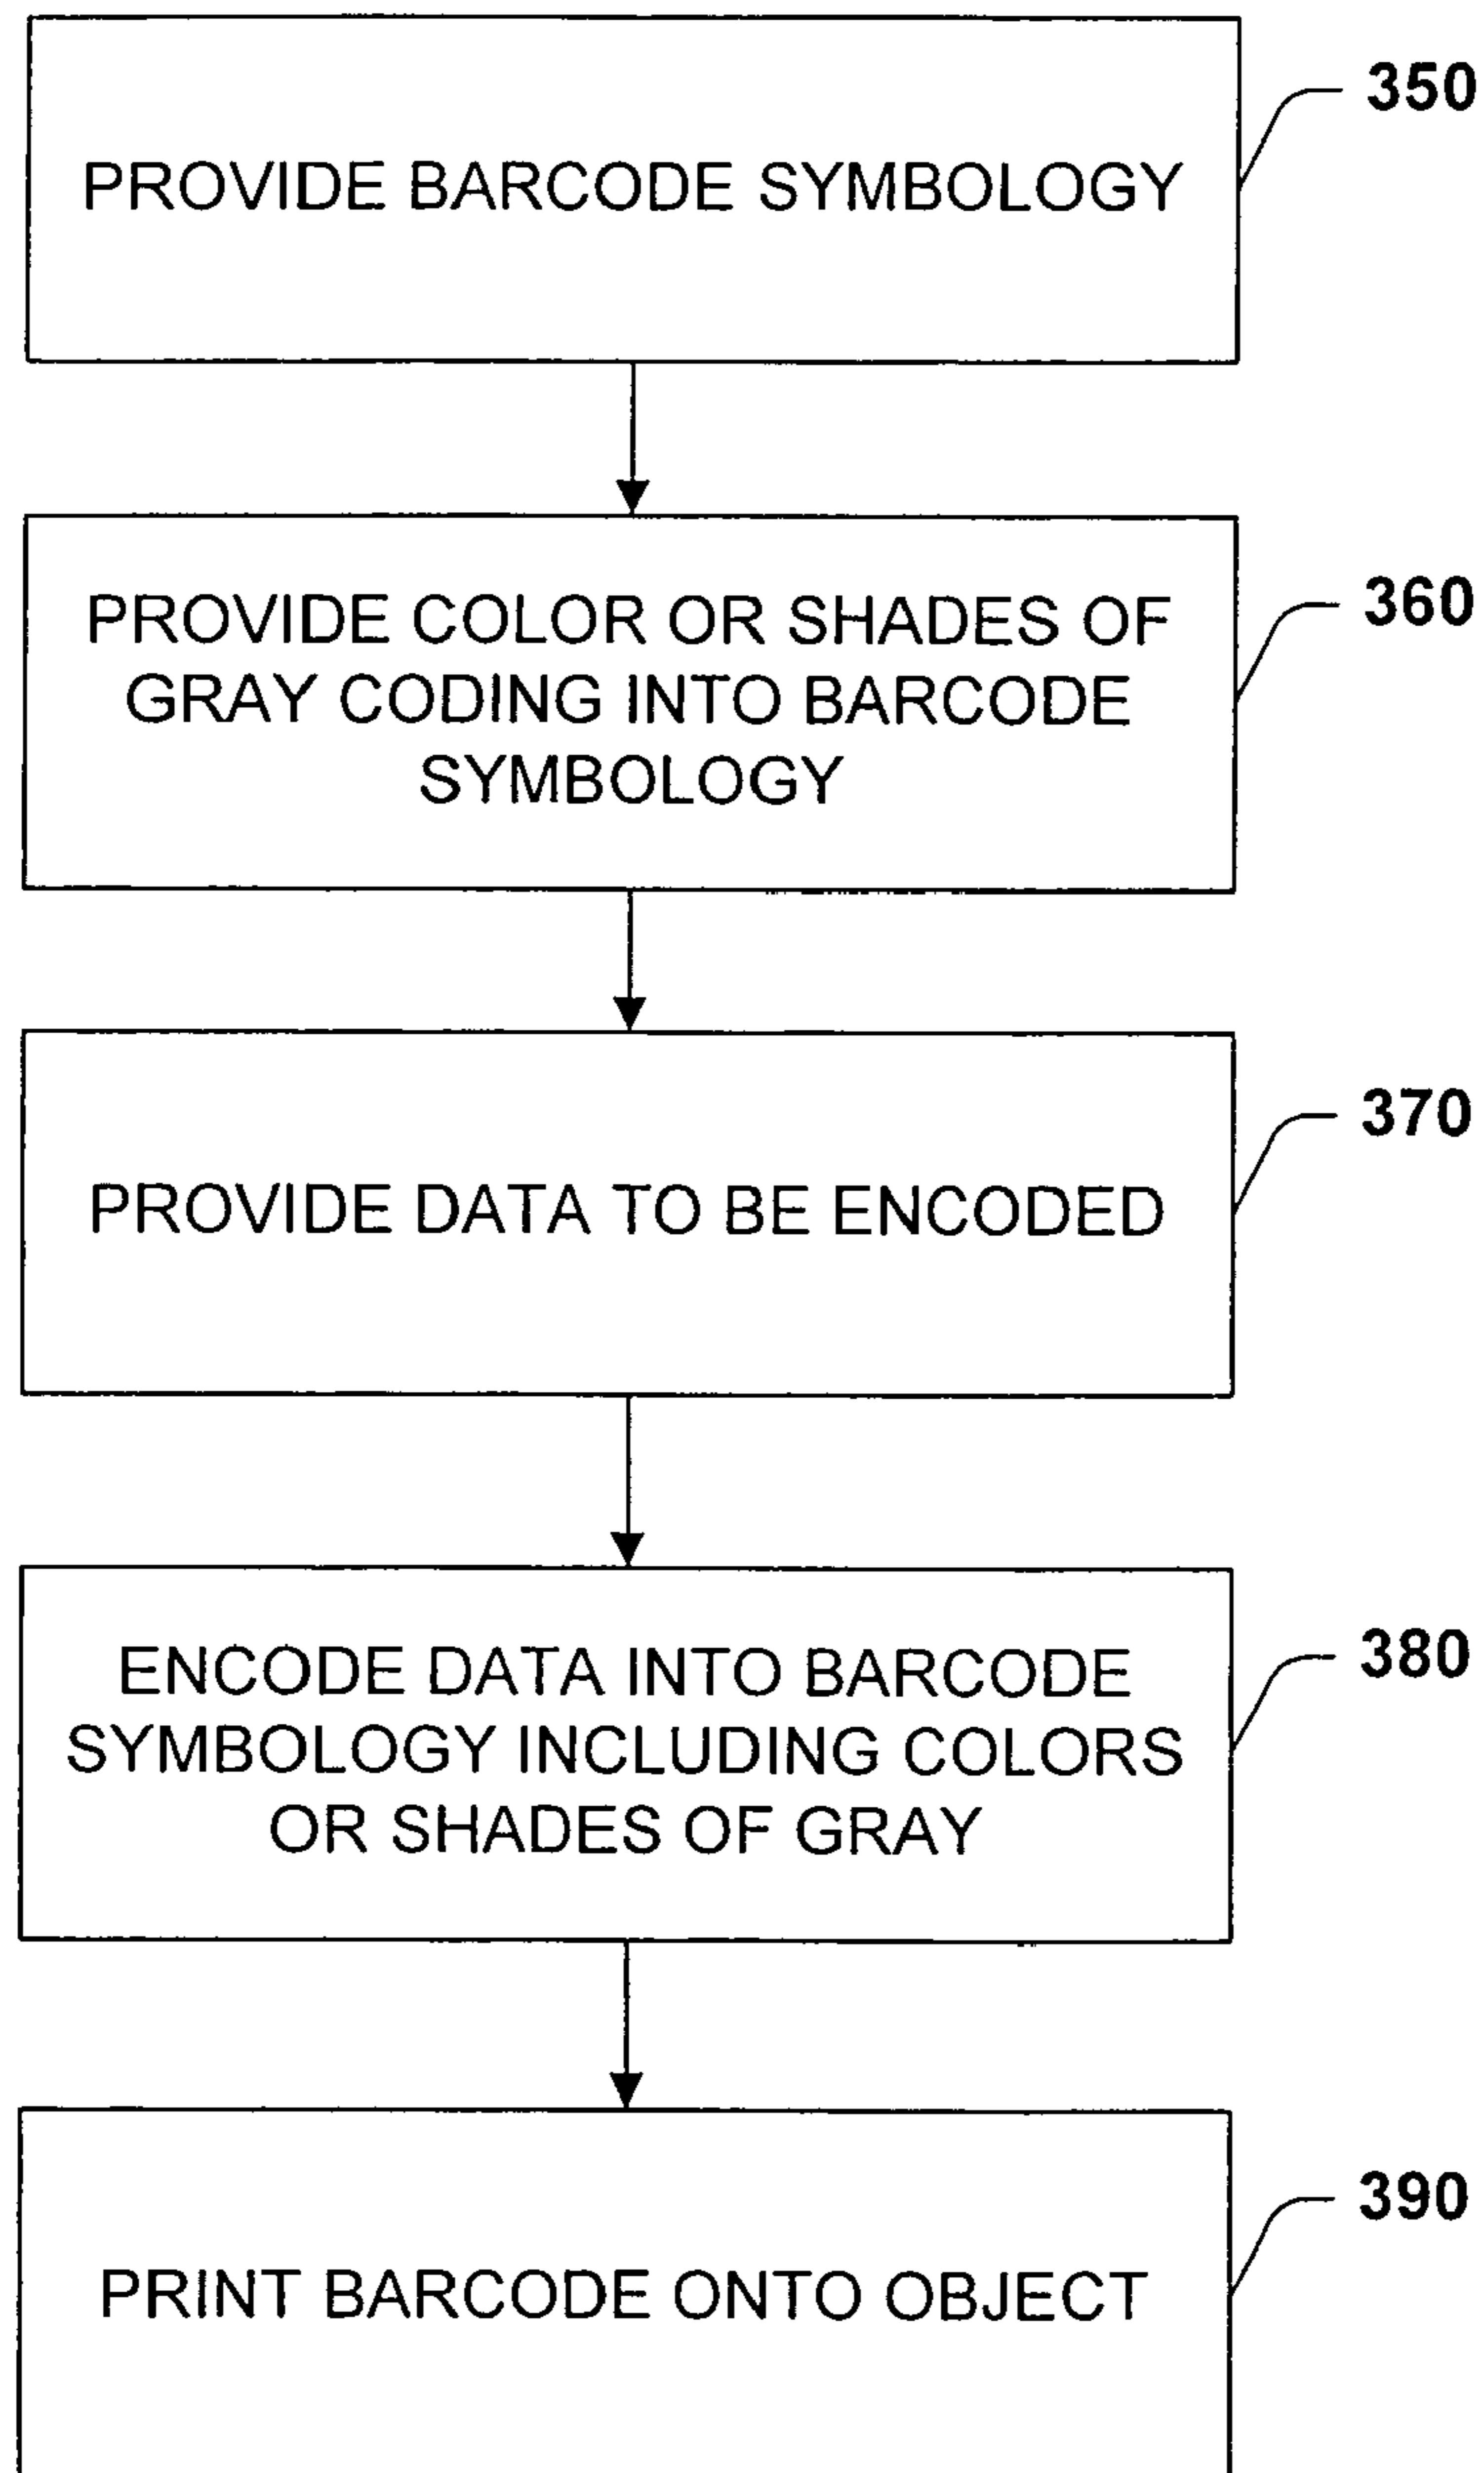 350
PROVIDE BARCODE SYMBOLOGY
360
PROVIDE COLOR OR SHADES OF
GRAY CODING INTO BARCODE
SYMBOLOGY
370
PROVIDE DATA TO BE ENCODED
380
ENCODE DATA INTO BARCODE
SYMBOLOGY INCLUDING COLORS
OR SHADES OF GRAY
390
PRINT BARCODE ONTO OBJECT